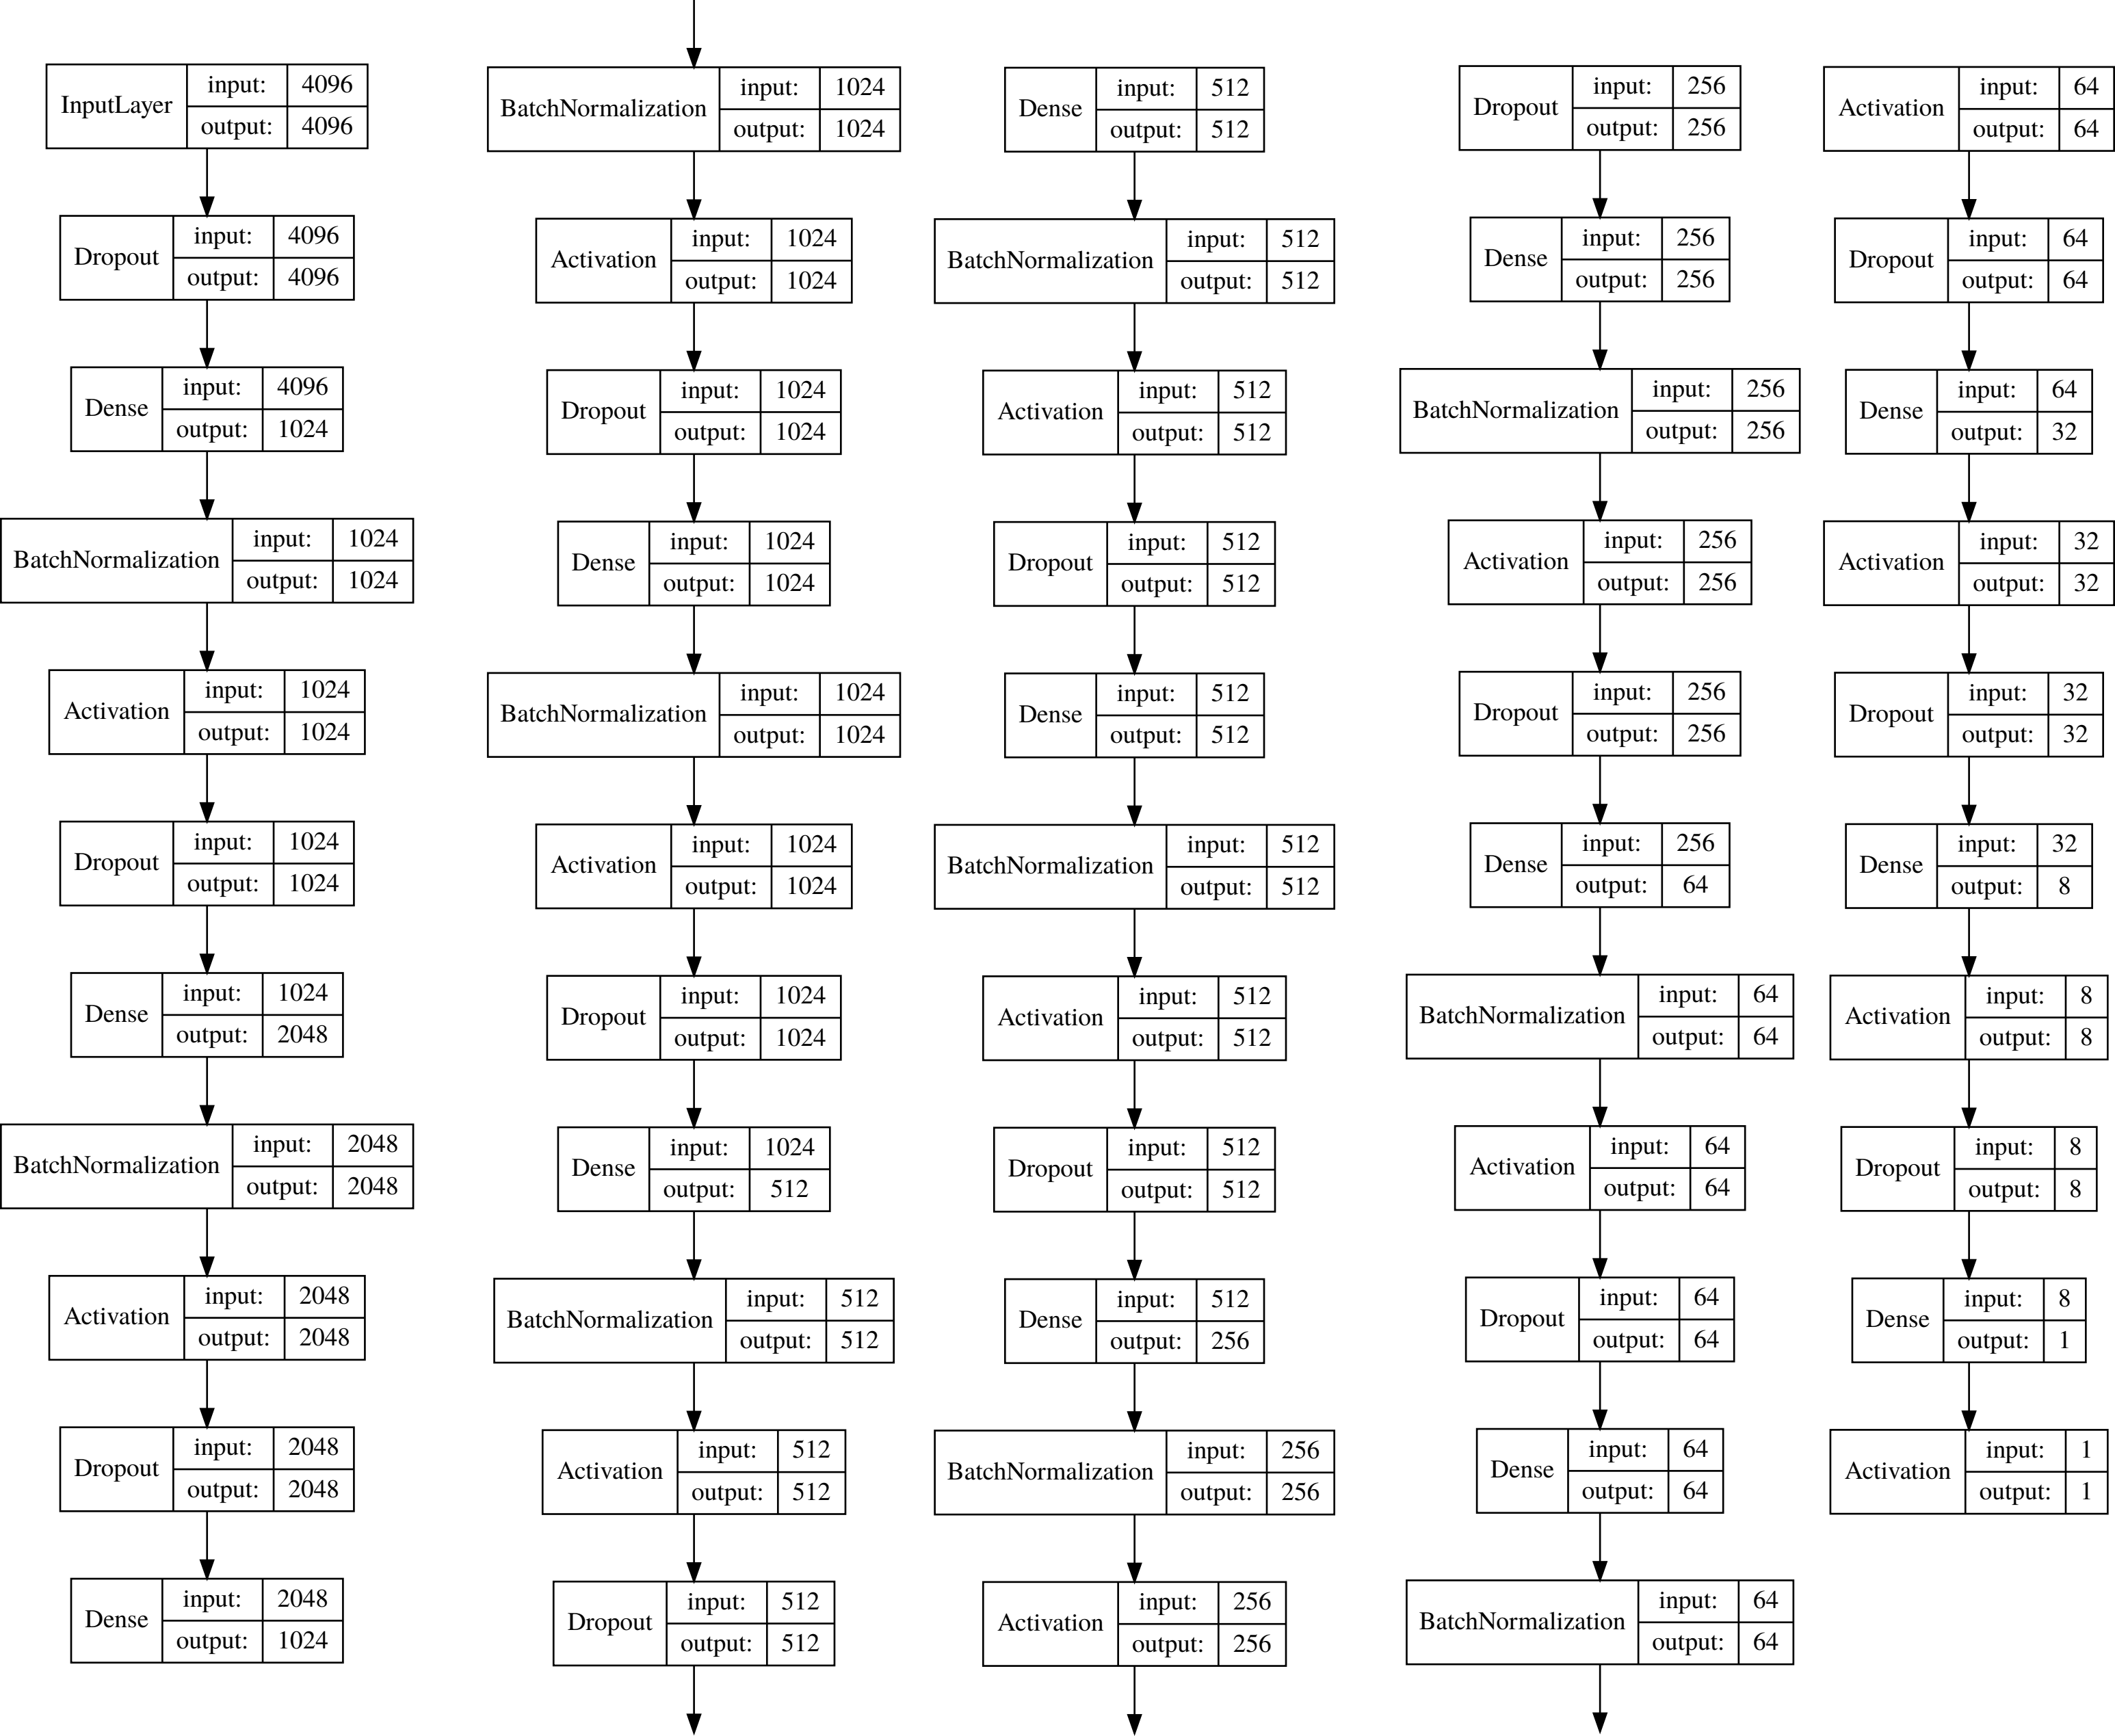 InputLayer input: 4096
output: 4096
Dropout input: 4096
output: 4096
Dense input: 4096
output: 1024
BatchNormalization input: 1024
output: 1024
Activation input: 1024
output: 1024
Dropout input: 1024
output: 1024
Dense input: 1024
output: 2048
BatchNormalization input: 2048
output: 2048
Activation input: 2048
output: 2048
Dropout input: 2048
output: 2048
Dense input: 2048
output: 1024
BatchNormalization input: 1024
output: 1024
Activation input: 1024
output: 1024
Dropout input: 1024
output: 1024
Dense input: 1024
output: 1024
BatchNormalization input: 1024
output: 1024
Activation input: 1024
output: 1024
Dropout input: 1024
output: 1024
Dense input: 1024
output: 512
BatchNormalization input: 512
output: 512
Activation input: 512
output: 512
Dropout input: 512
output: 512
Dense input: 512
output: 512
BatchNormalization input: 512
output: 512
Activation input: 512
output: 512
Dropout input: 512
output: 512
Dense input: 512
output: 512
BatchNormalization input: 512
output: 512
Activation input: 512
output: 512
Dropout input: 512
output: 512
Dense input: 512
output: 256
BatchNormalization input: 256
output: 256
Activation input: 256
output: 256
Dropout input: 256
output: 256
Dense input: 256
output: 256
BatchNormalization input: 256
output: 256
Activation input: 256
output: 256
Dropout input: 256
output: 256
Dense input: 256
output: 64
BatchNormalization input: 64
output: 64
Activation input: 64
output: 64
Dropout input: 64
output: 64
Dense input: 64
output: 64
BatchNormalization input: 64
output: 64
Activation input: 64
output: 64
Dropout input: 64
output: 64
Dense input: 64
output: 32
Activation input: 32
output: 32
Dropout input: 32
output: 32
Dense input: 32
output: 8
Activation input: 8
output: 8
Dropout input: 8
output: 8
Dense input: 8
output: 1
Activation input: 1
output: 1